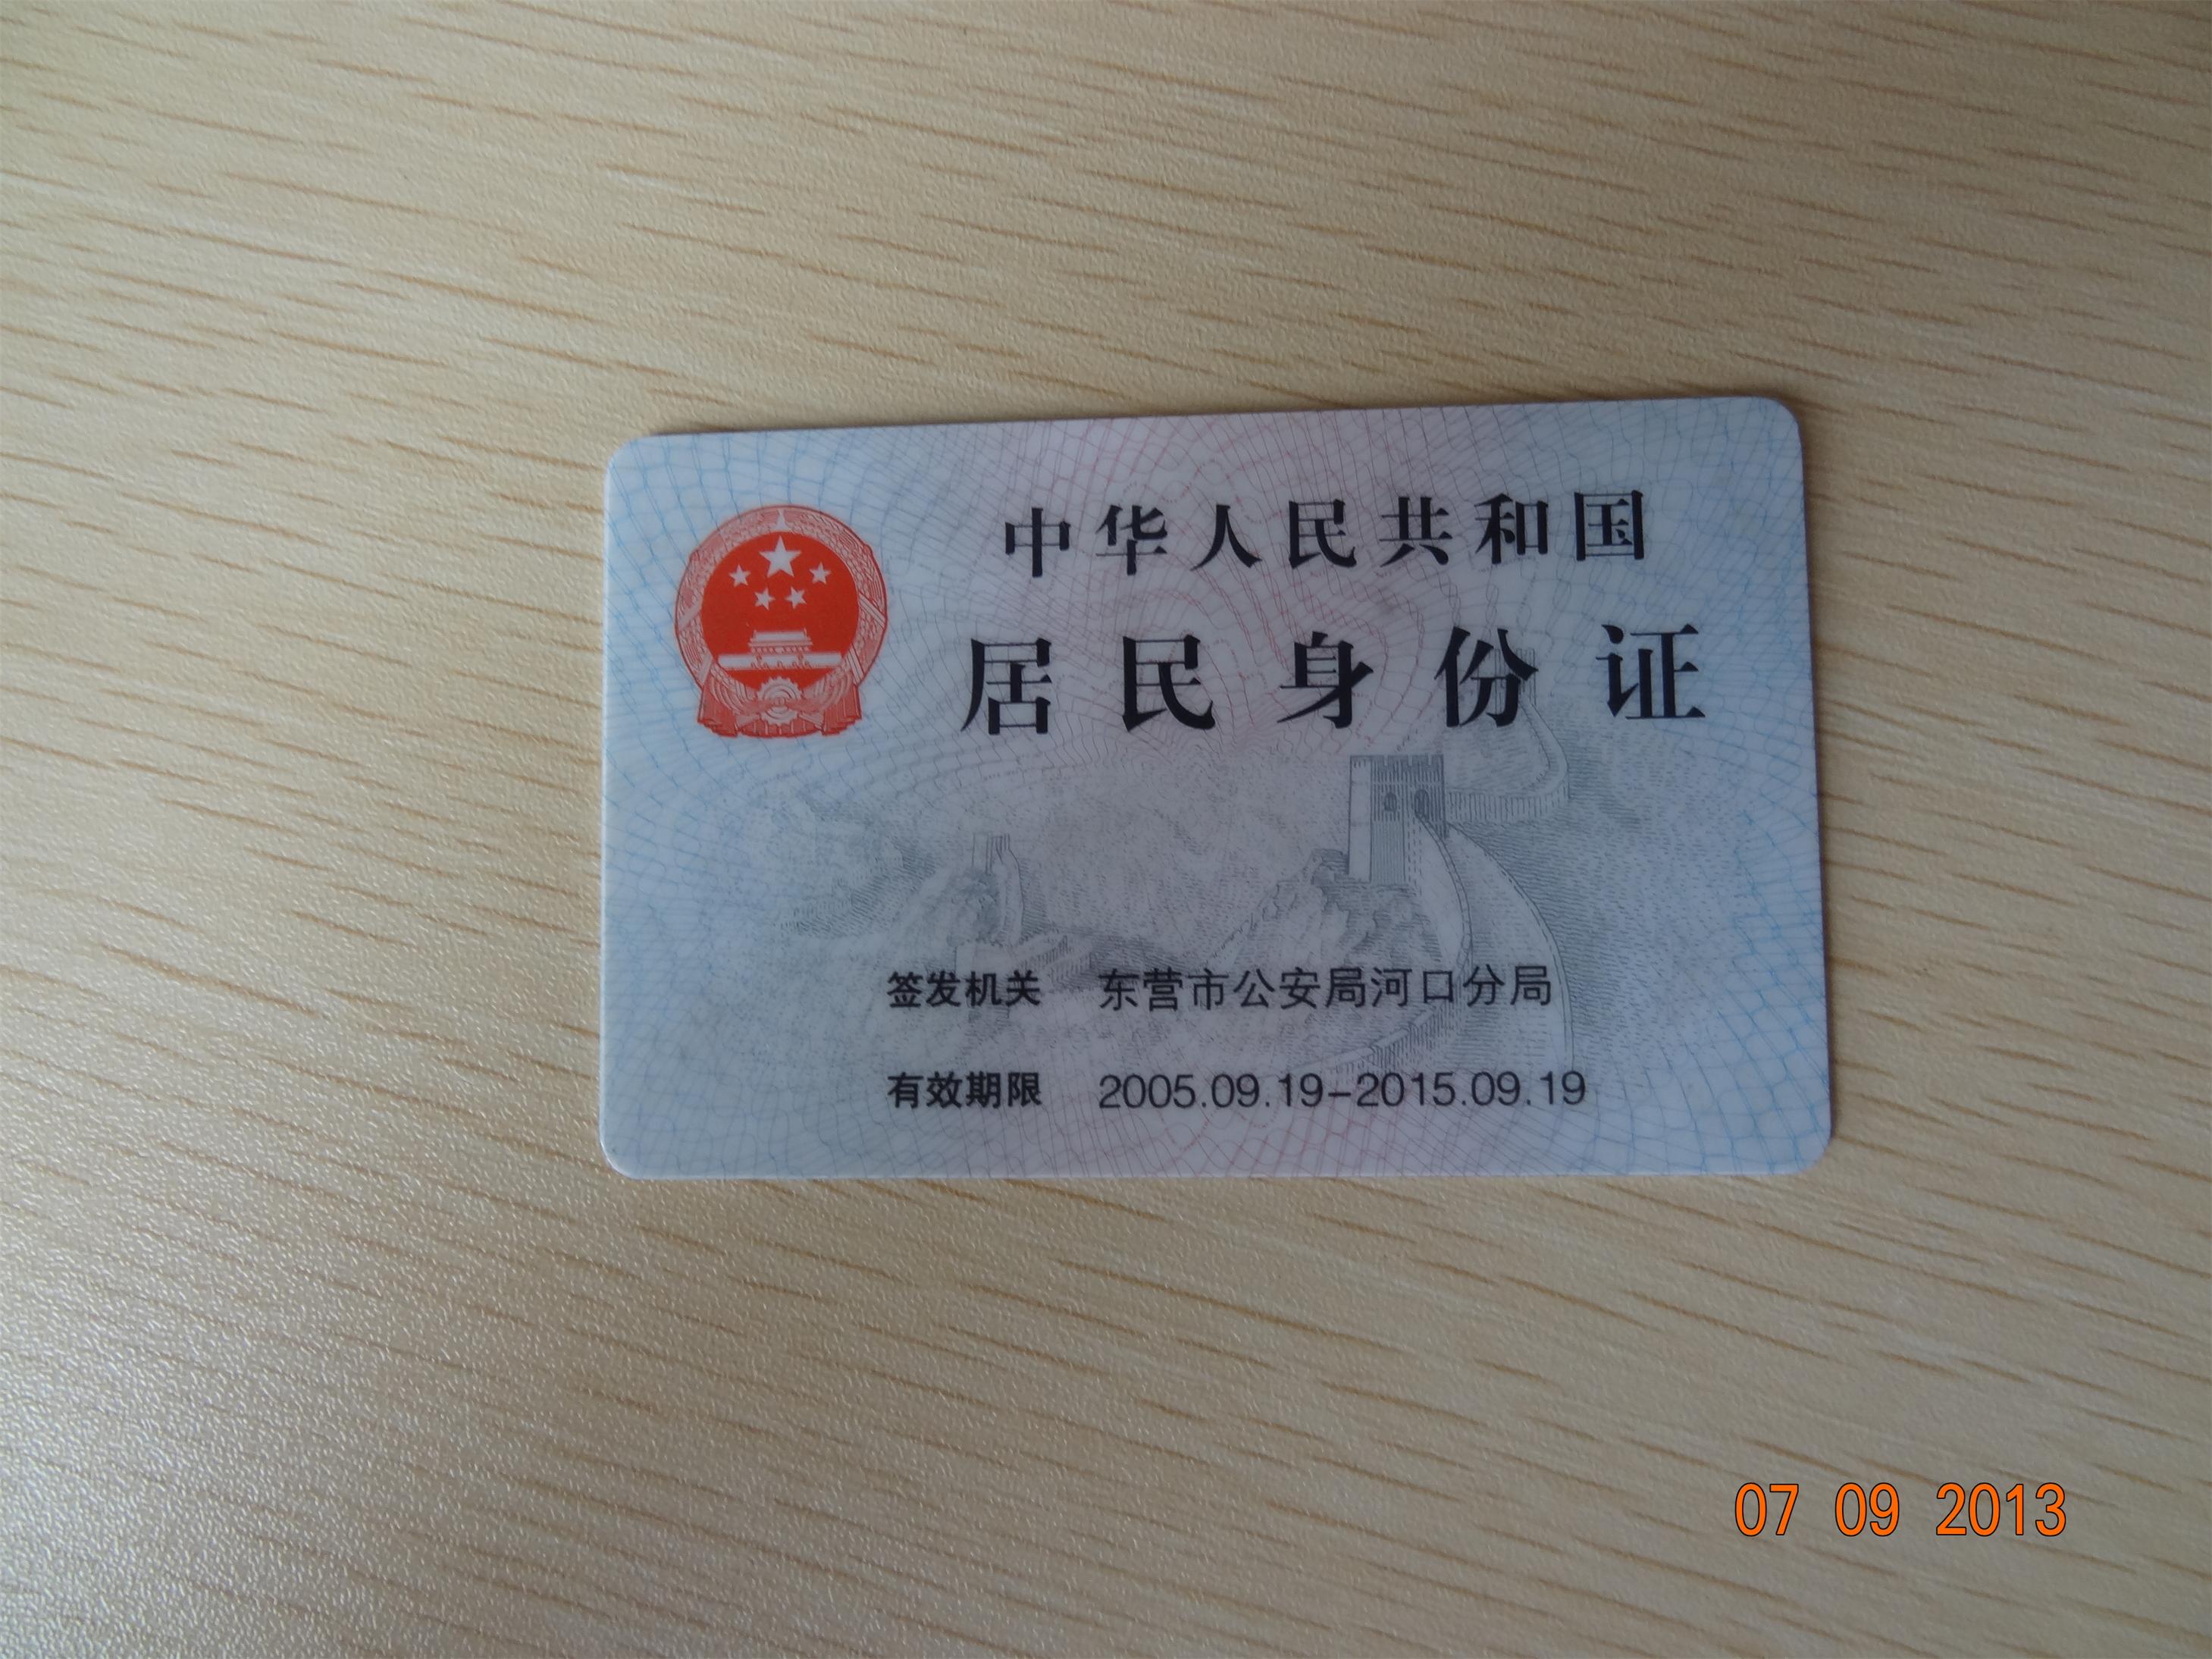 中华人民共和国
居民身份证
签发机关 东营市公安局河口分局
有效期限 2005.09.19-2015.09.19
07 09 2013